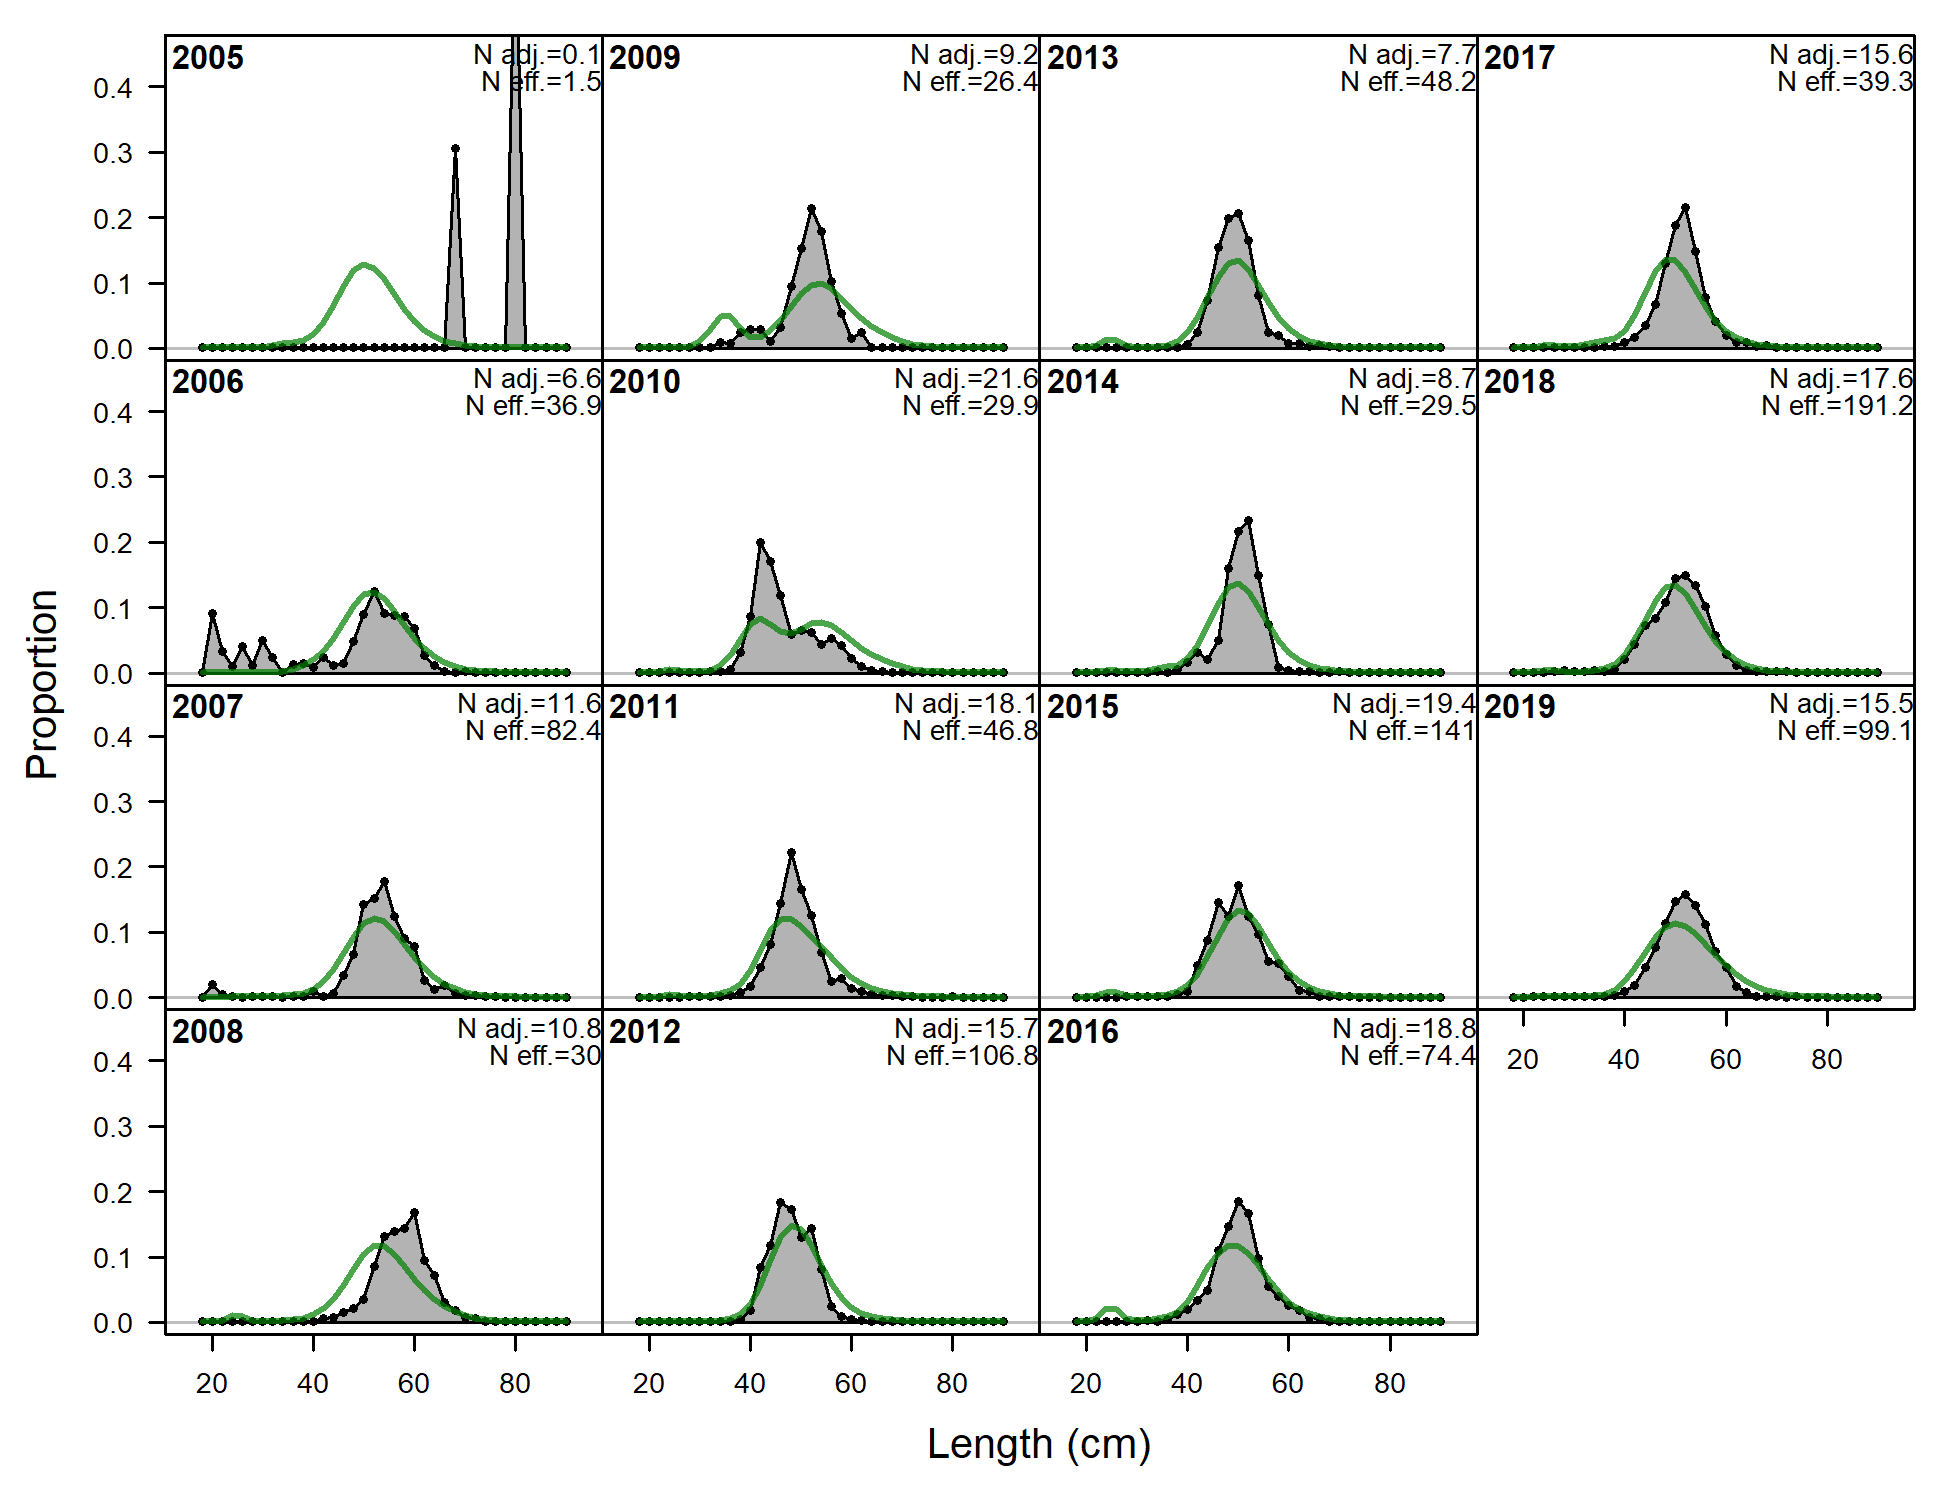 Proportion
2005
N adj.=0.1
N eff.=1.5
2009
N adj.=9.2
N eff.=26.4
2013
N adj.=7.7
N eff.=48.2
2017
N adj.=15.6
N eff.=39.3
0.4
0.3
0.2
0.1
0.0
2006
N adj.=6.6
N eff.=36.9
2010
N adj.=21.6
N eff.=29.9
2014
N adj.=8.7
N eff.=29.5
2018
N adj.=17.6
N eff.=191.2
0.4
0.3
0.2
0.1
0.0
2007
N adj.=11.6
N eff.=82.4
2011
N adj.=18.1
N eff.=46.8
2015
N adj.=19.4
N eff.=141
2019
N adj.=15.5
N eff.=99.1
0.4
0.3
0.2
0.1
0.0
2008
N adj.=10.8
N eff.=30
2012
N adj.=15.7
N eff.=106.8
2016
N adj.=18.8
N eff.=74.4
20 40 60 80
0.4
0.3
0.2
0.1
0.0
20 40 60 80
20 40 60 80
20 40 60 80
Length (cm)